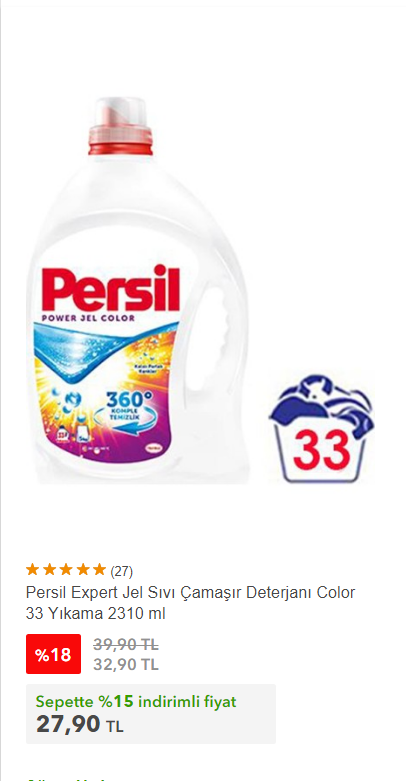 Persil
POWER JEL COLOR
360°
KOMPLE
TEMİZLİK
33
(27)
Persil Expert Jel Sıvı Çamaşır Deterjanı Color
33 Yıkama 2310 ml
%18
39,90 TL
32,90 TL
Sepette %15 indirimli fiyat
27,90 TL